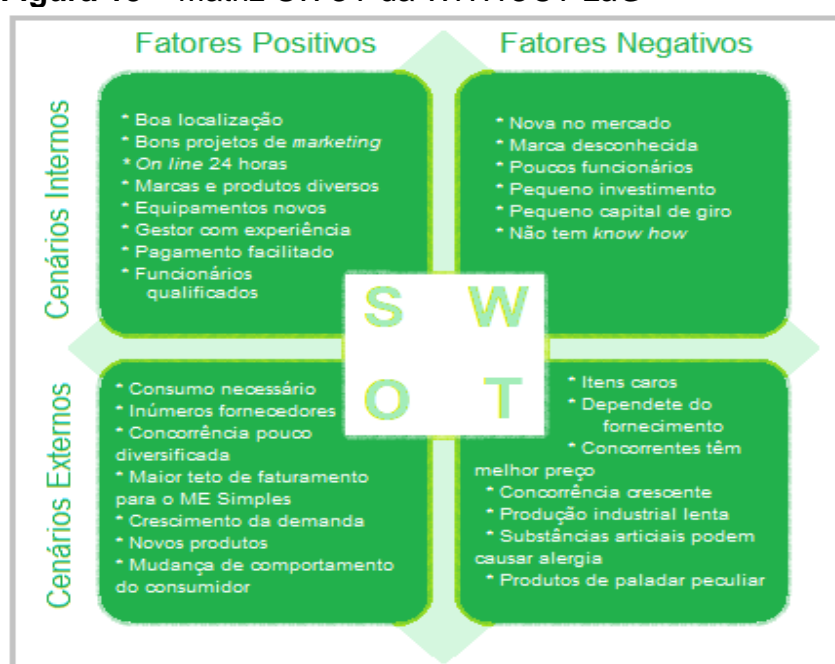 Fatores Positivos
Fatores Negativos
Cenários Internos
* Boa localização
* Bons projetos de marketing
* On line 24 horas
* Marcas e produtos diversos
* Equipamentos novos
* Gestor com experiência
* Pagamento facilitado
* Funcionários
qualificados
* Nova no mercado
* Marca desconhecida
* Poucos funcionários
* Pequeno investimento
* Pequeno capital de giro
* Não tem know how
S W
O T
Cenários Externos
* Consumo necessário
* Inúmeros fornecedores
* Concorrência pouco
diversificada
* Maior teto de faturamento
para o ME Simples
* Crescimento da demanda
* Novos produtos
* Mudança de comportamento
do consumidor
* Itens caros
* Dependete do
fornecimento
* Concorrentes têm
melhor preço
* Concorrência crescente
* Produção industrial lenta
* Substâncias articiais podem
causar alergia
* Produtos de paladar peculiar